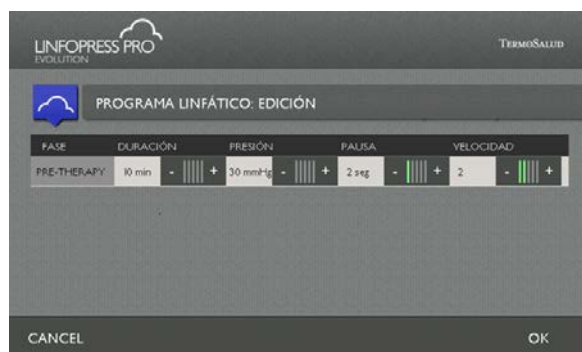 LINFOPRESS PRO
EVOLUTION
TERMOSALUD
PROGRAMA LINFÁTICO: EDICIÓN
FASE DURACIÓN PRESIÓN PAUSA VELOCIDAD
PRE-THERAPY 10 min - + 30 mmHg - + 2 seg - + 2 - +
CANCEL OK